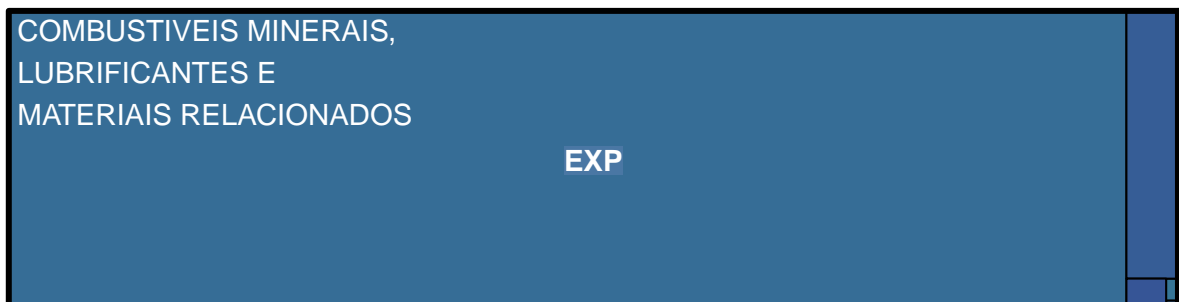 COMBUSTIVEIS MINERAIS,
LUBRIFICANTES E
MATERIAIS RELACIONADOS
EXP